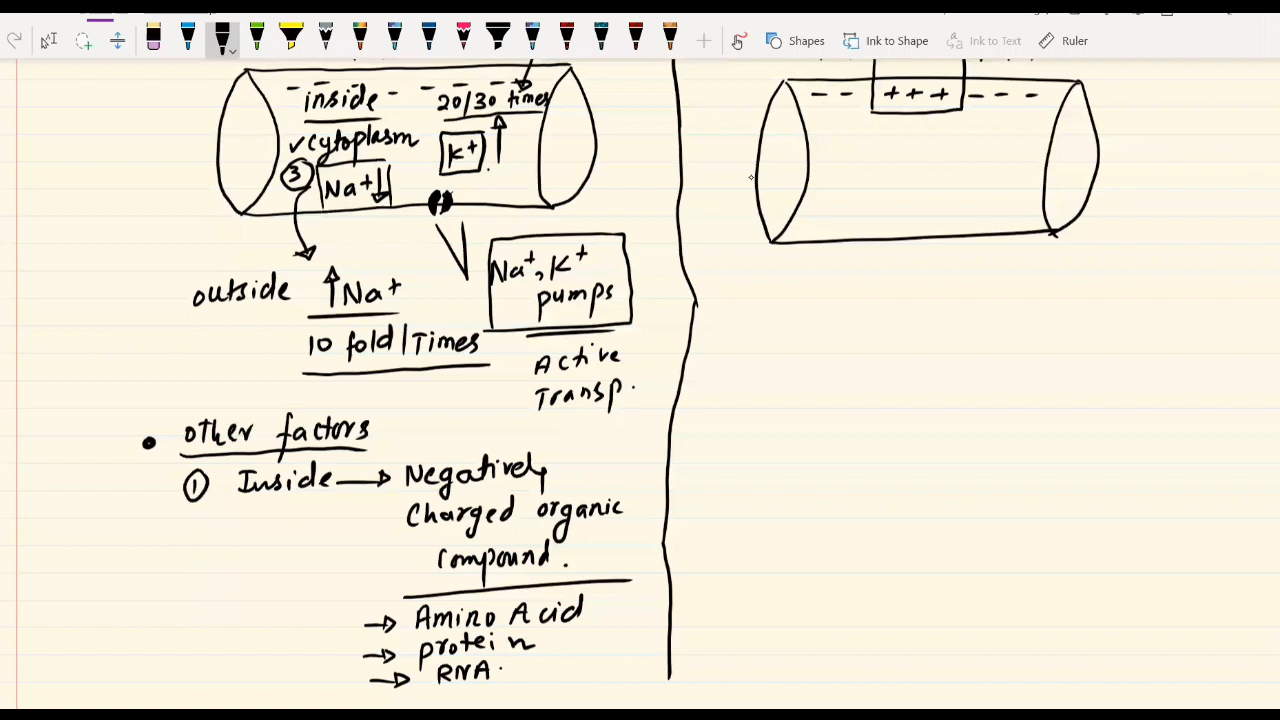 Shapes
Ink to Shape
Ink to Text
Ruler
- - - - - - -
inside 20/30 times
✓cytoplasm K+ ↑
③ Na+↓
outside ↑Na+
10 fold/Times
Na+, K+
pumps
Active
Transp.
• other factors
① Inside → Negatively
charged organic
compound.
→ Amino Acid
→ protein
→ RNA.
- - +++ - - -